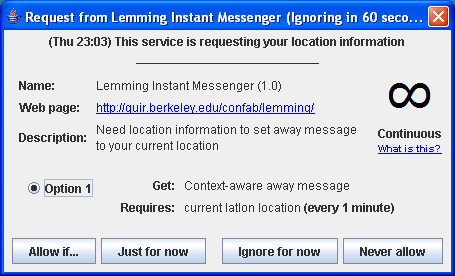 Request from Lemming Instant Messenger (Ignoring in 60 seco...
(Thu 23:03) This service is requesting your location information
Name: Lemming Instant Messenger (1.0)
Web page: http://guir.berkeley.edu/confab/lemming/
Description: Need location information to set away message
to your current location
∞
Continuous
What is this?
Option 1
Get: Context-aware away message
Requires: current latlon location (every 1 minute)
Allow if... Just for now Ignore for now Never allow